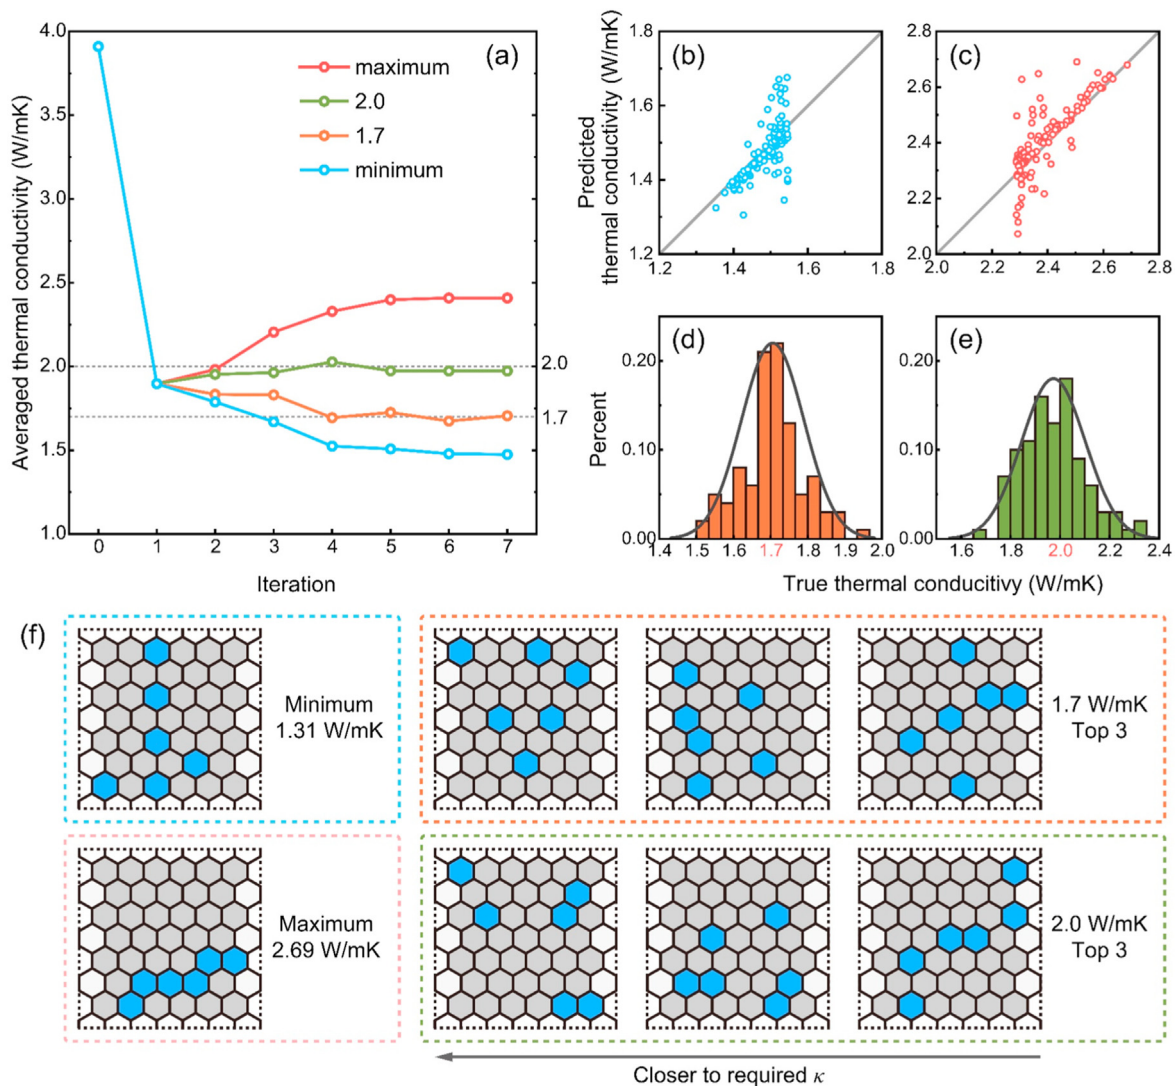 (a)
4.0
3.5
3.0
2.5
2.0
1.5
1.0
Averaged thermal conductivity (W/mK)
maximum
2.0
1.7
minimum
2.0
1.7
0 1 2 3 4 5 6 7
Iteration
(b)
1.8
1.6
1.4
1.2
Predicted
thermal conductivity (W/mK)
1.2 1.4 1.6 1.8
(c)
2.8
2.6
2.4
2.2
2.0
2.0 2.2 2.4 2.6 2.8
(d)
0.20
0.10
0.00
Percent
1.4 1.5 1.6 1.7 1.8 1.9 2.0
(e)
0.20
0.10
0.00
1.6 1.8 2.0 2.2 2.4
True thermal conducitivy (W/mK)
(f)
Minimum
1.31 W/mK
1.7 W/mK
Top 3
Maximum
2.69 W/mK
2.0 W/mK
Top 3
Closer to required κ